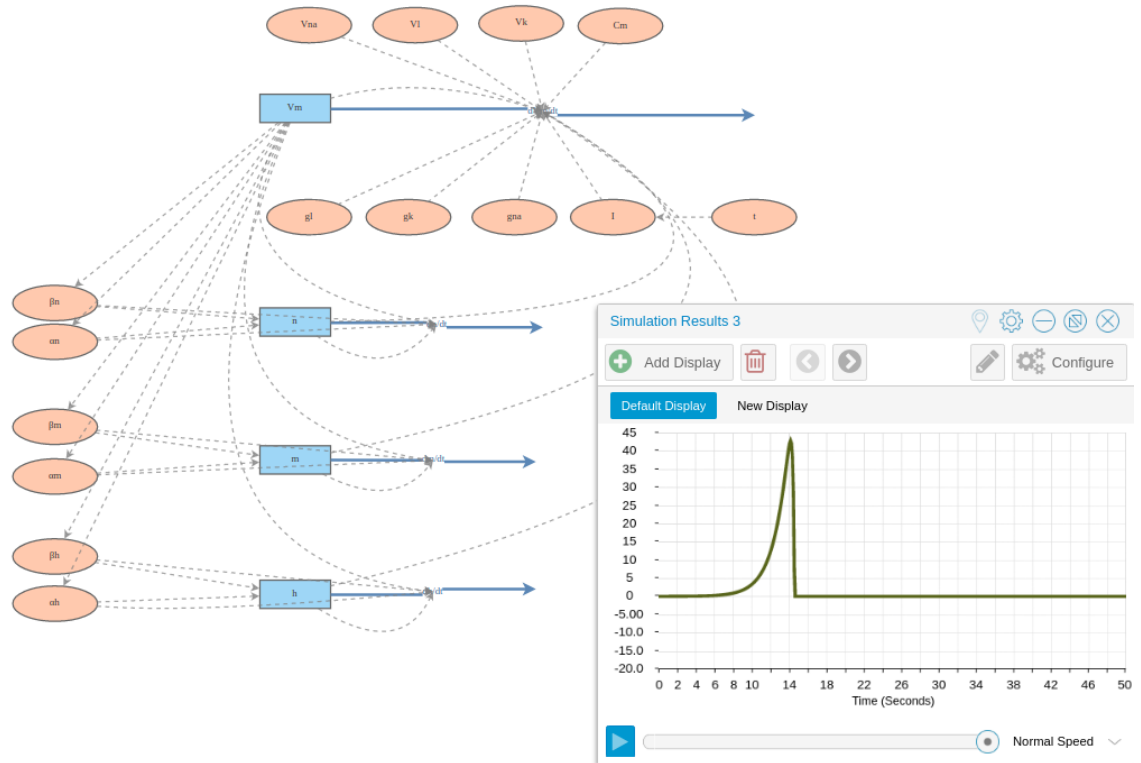 Vna
Vl
Vk
Cm
Vm
gl
gk
gna
I
t
βn
αn
n
βm
αm
m
βh
αh
h
Simulation Results 3
Add Display
Configure
Default Display
New Display
45
40
35
30
25
20
15
10
5
0
-5.00
-10.0
-15.0
-20.0
0 2 4 6 8 10 14 18 22 26 30 34 38 42 46 50
Time (Seconds)
Normal Speed